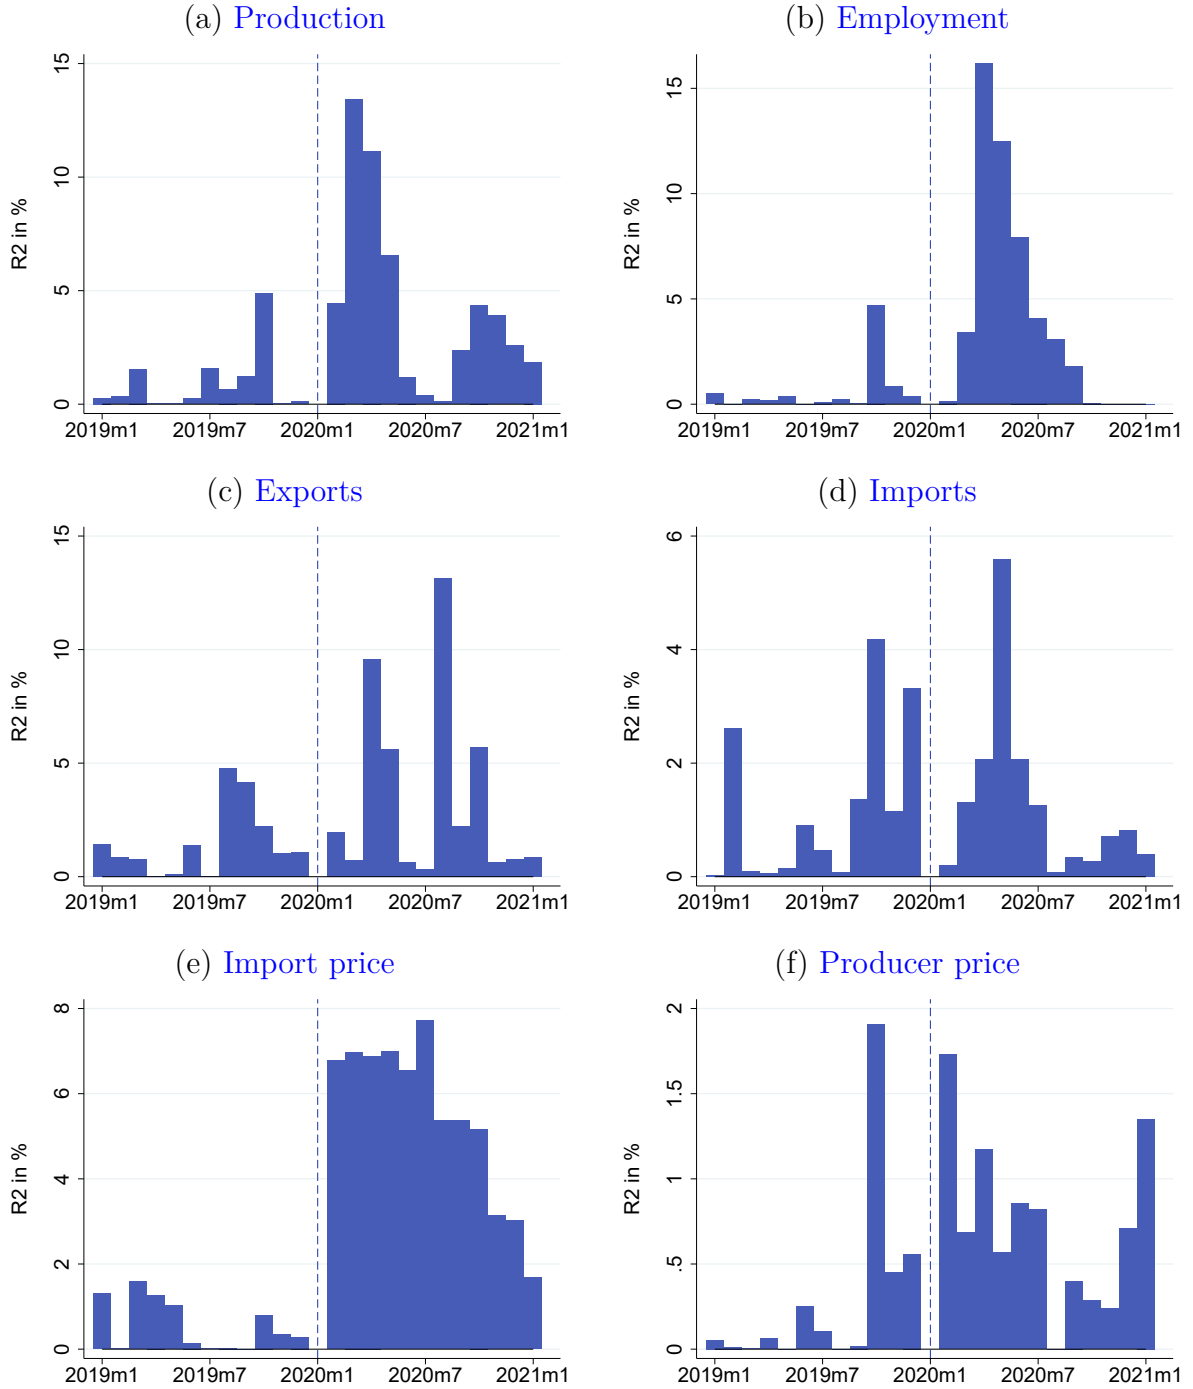 (a) Production
15
10
5
0
R2 in %
2019m1 2019m7 2020m1 2020m7 2021m1
(b) Employment
15
10
5
0
R2 in %
2019m1 2019m7 2020m1 2020m7 2021m1
(c) Exports
15
10
5
0
R2 in %
2019m1 2019m7 2020m1 2020m7 2021m1
(d) Imports
6
4
2
0
R2 in %
2019m1 2019m7 2020m1 2020m7 2021m1
(e) Import price
8
6
4
2
0
R2 in %
2019m1 2019m7 2020m1 2020m7 2021m1
(f) Producer price
2
1.5
1
.5
0
R2 in %
2019m1 2019m7 2020m1 2020m7 2021m1